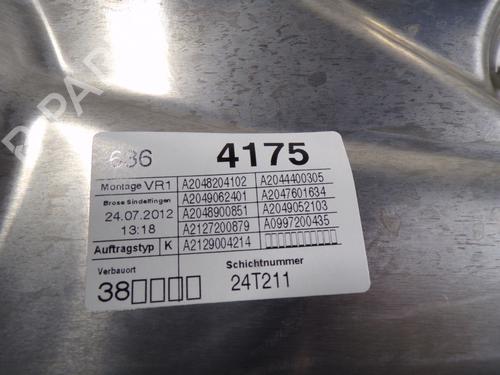 636 4175
Montage VR1 A2048204102 A2044400305
Brose Sindelfingen A2049062401 A2047601634
24.07.2012 A2048900851 A2049052103
13:18 A2127200879 A0997200435
Auftragstyp K A2129004214 □□□□□□□□□□□
Verbauort Schichtnummer
38□□□□ 24T211